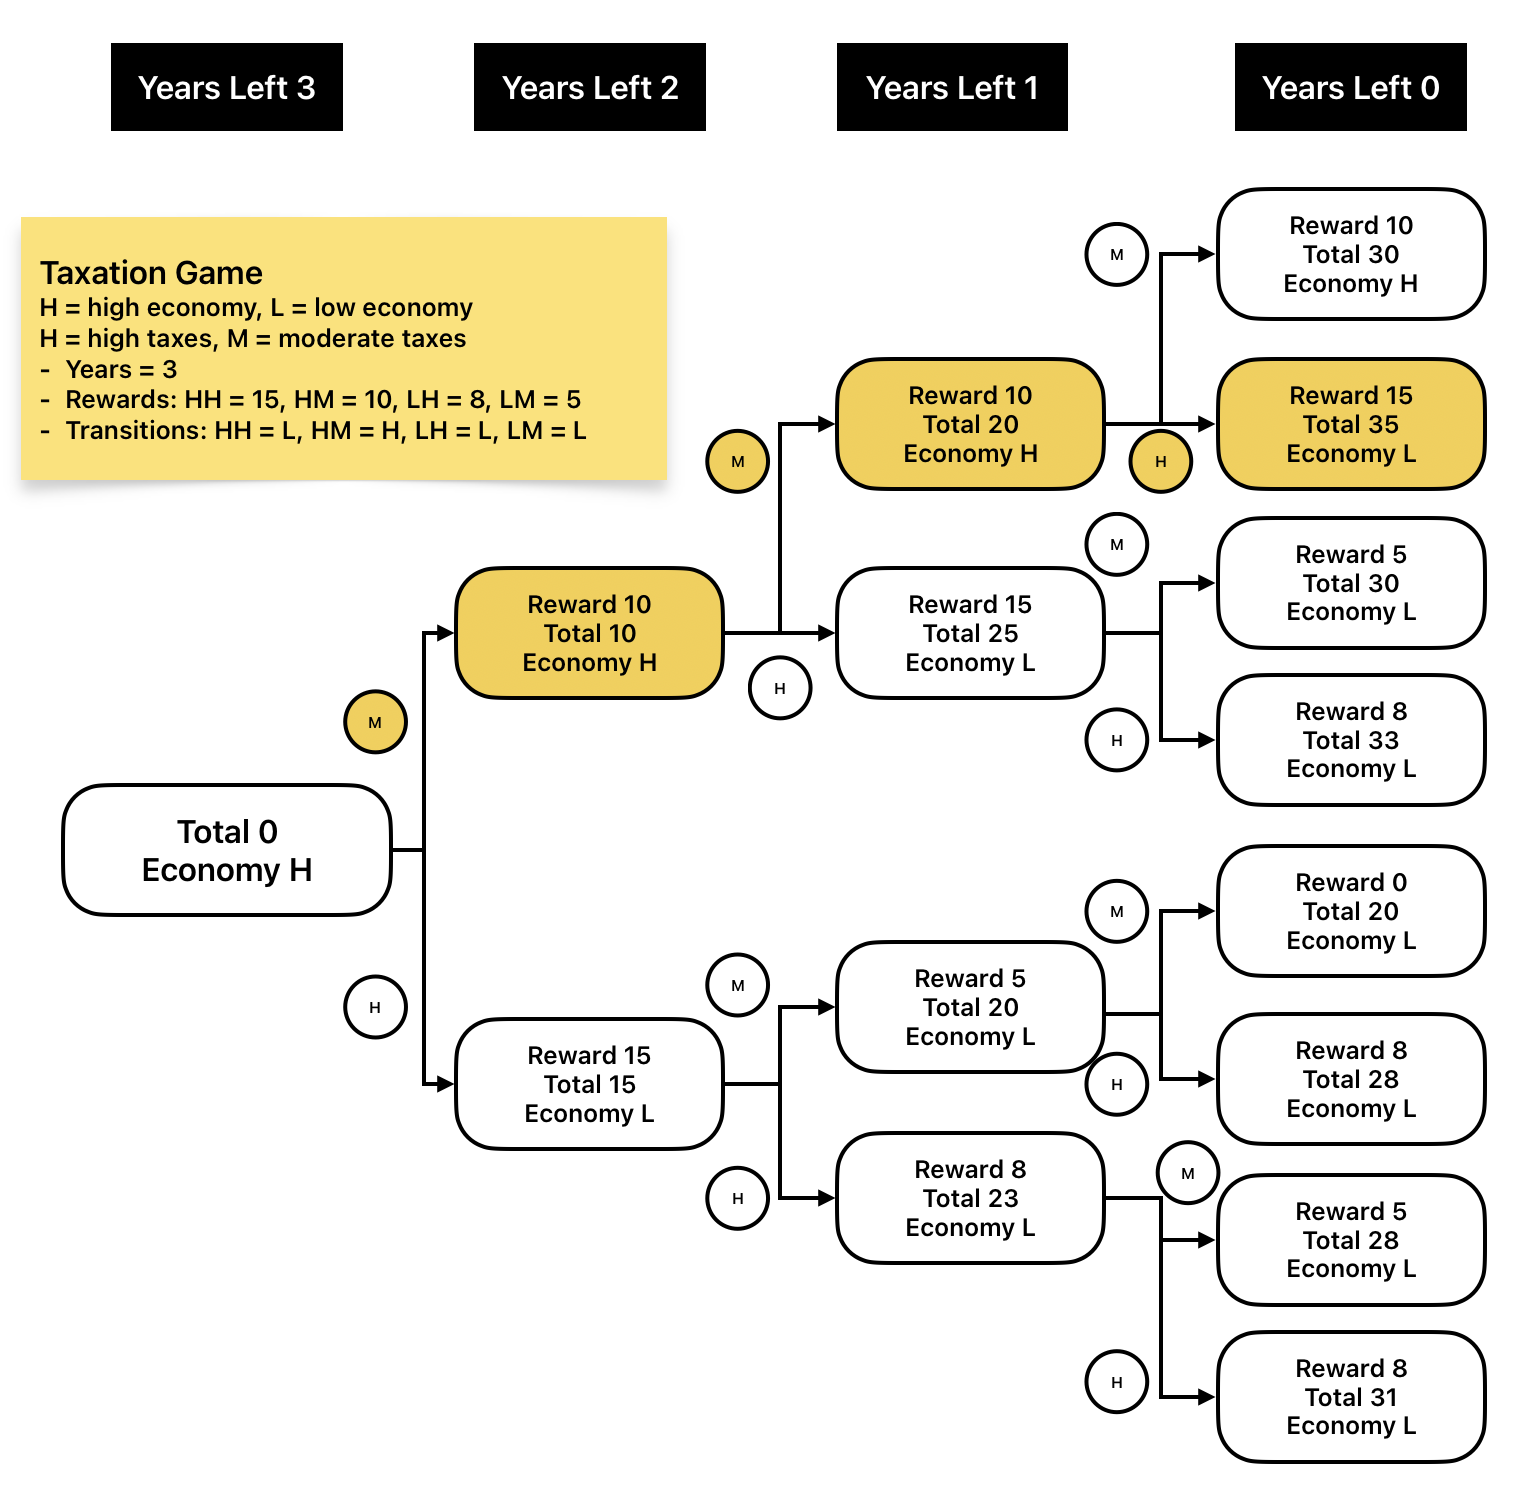 Years Left 3
Years Left 2
Years Left 1
Years Left 0
Taxation Game
H = high economy, L = low economy
H = high taxes, M = moderate taxes
- Years = 3
- Rewards: HH = 15, HM = 10, LH = 8, LM = 5
- Transitions: HH = L, HM = H, LH = L, LM = L
Total 0
Economy H
M
H
Reward 10
Total 10
Economy H
Reward 15
Total 15
Economy L
M
H
M
H
Reward 10
Total 20
Economy H
Reward 15
Total 25
Economy L
Reward 5
Total 20
Economy L
Reward 8
Total 23
Economy L
M
H
M
H
M
H
M
H
Reward 10
Total 30
Economy H
Reward 15
Total 35
Economy L
Reward 5
Total 30
Economy L
Reward 8
Total 33
Economy L
Reward 0
Total 20
Economy L
Reward 8
Total 28
Economy L
Reward 5
Total 28
Economy L
Reward 8
Total 31
Economy L